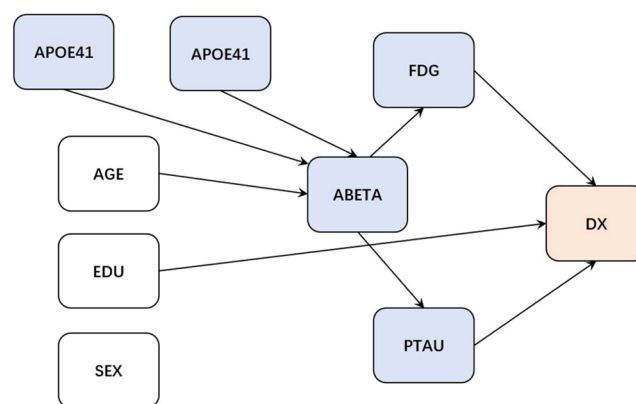 APOE41
APOE41
FDG
AGE
ABETA
DX
EDU
PTAU
SEX